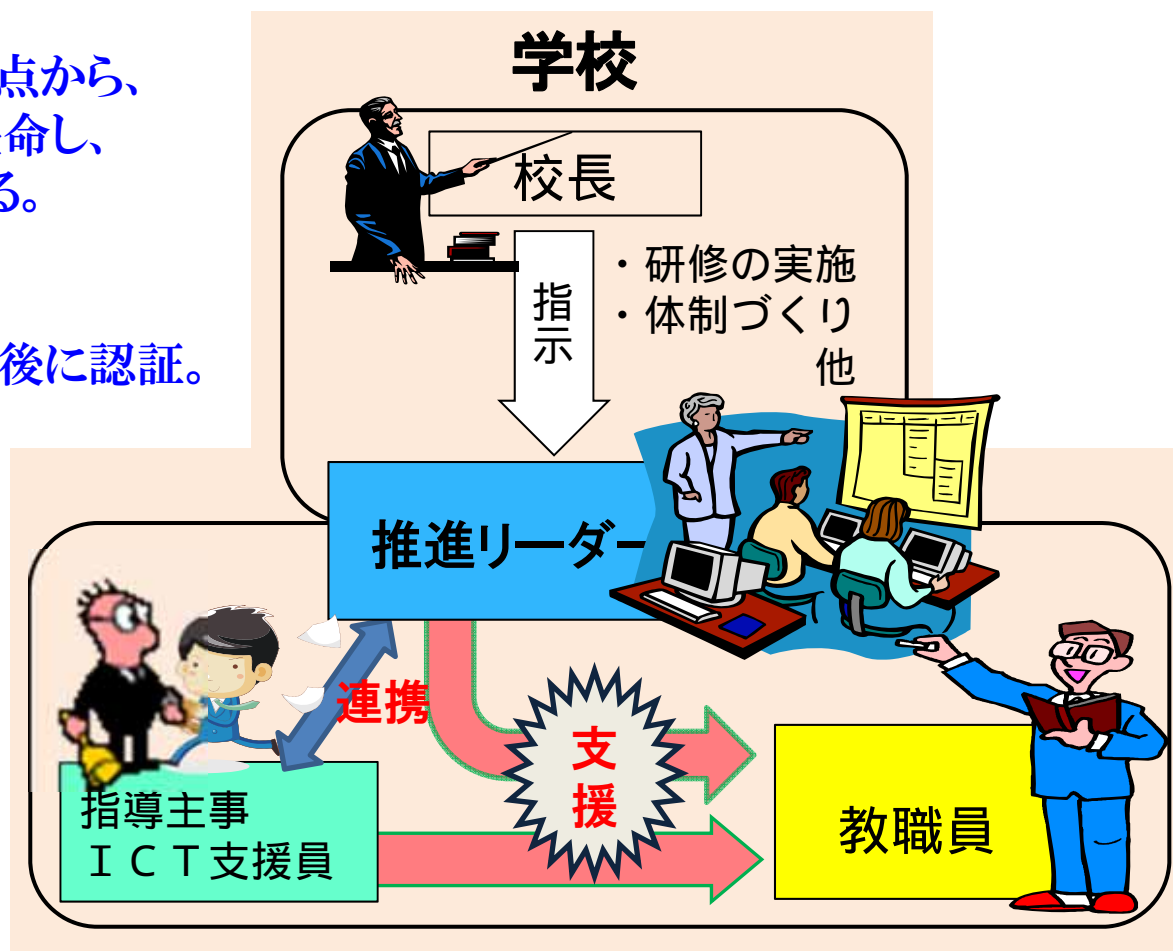 点から、
命し、
る。
後に認証。
学校
校長
指示
・研修の実施
・体制づくり
他
推進リーダー
連携
支援
指導主事
ＩＣＴ支援員
教職員